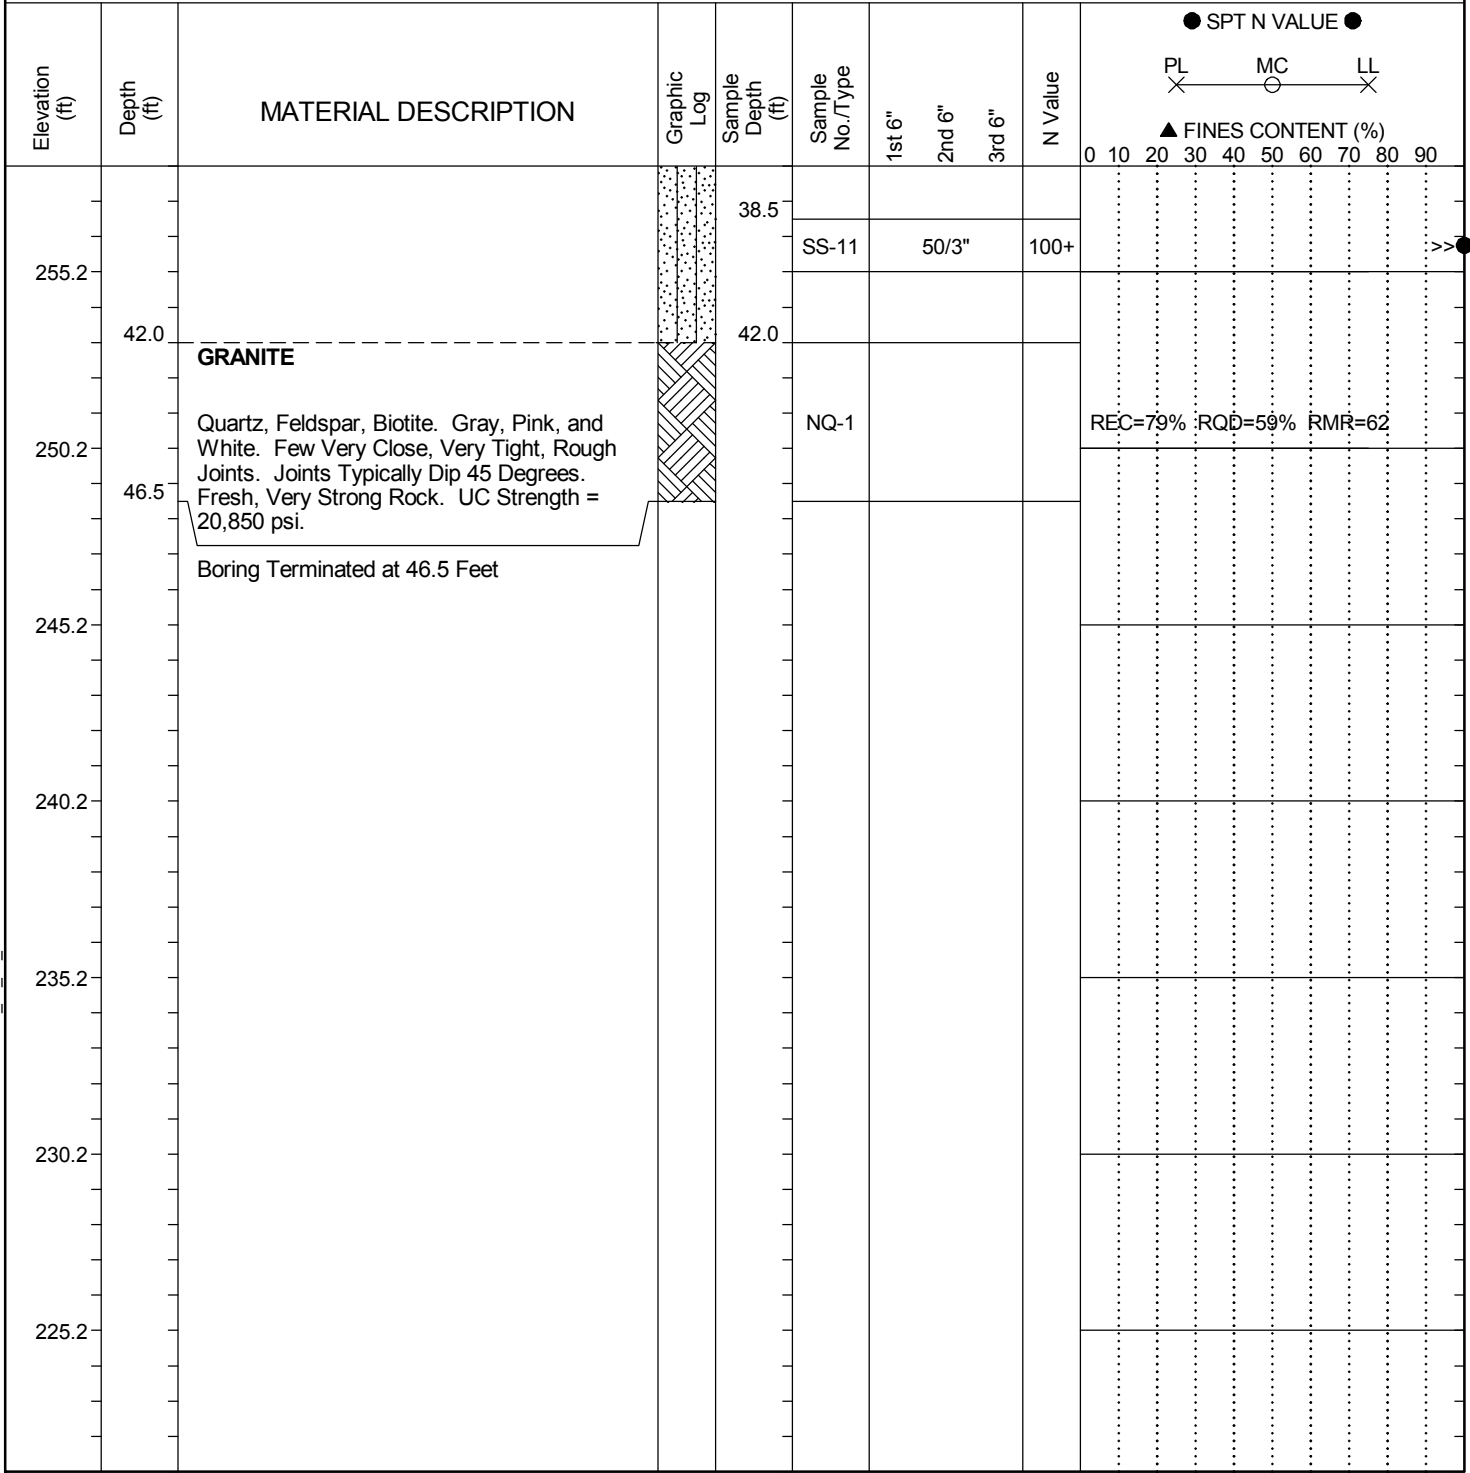 ● SPT N VALUE ●
PL MC LL
▲ FINES CONTENT (%)
0 10 20 30 40 50 60 70 80 90
Elevation
(ft)
Depth
(ft)
MATERIAL DESCRIPTION
Graphic
Log
Sample
Depth
(ft)
Sample
No./Type
1st 6"
2nd 6"
3rd 6"
N Value
38.5
SS-11 50/3" 100+ >>●
255.2
42.0 42.0
GRANITE
Quartz, Feldspar, Biotite. Gray, Pink, and
White. Few Very Close, Very Tight, Rough
Joints. Joints Typically Dip 45 Degrees.
Fresh, Very Strong Rock. UC Strength =
20,850 psi.
NQ-1 REC=79% RQD=59% RMR=62
250.2
46.5
Boring Terminated at 46.5 Feet
245.2
240.2
235.2
230.2
225.2